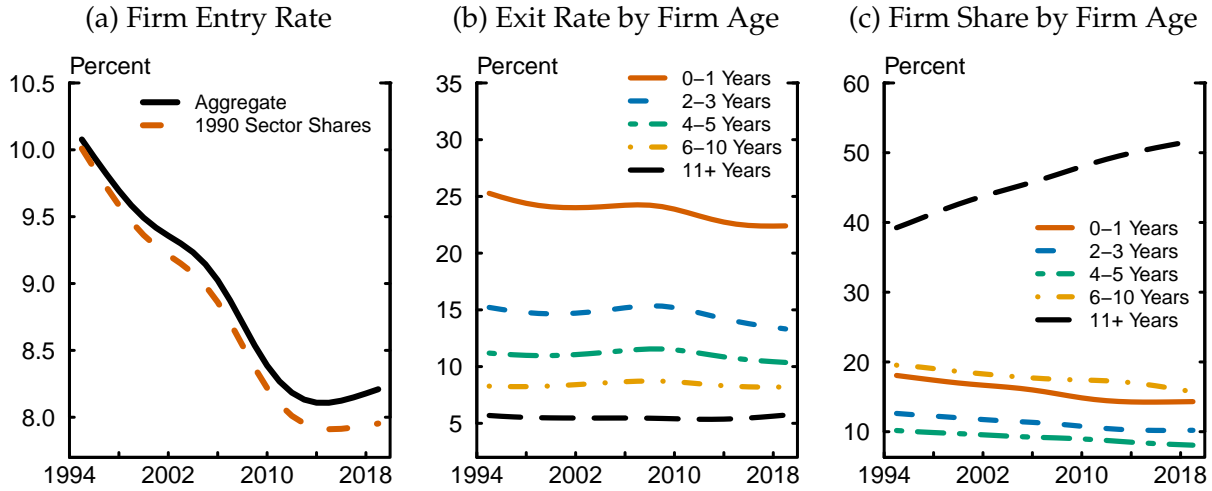 (a) Firm Entry Rate
Percent
10.5
10.0
9.5
9.0
8.5
8.0
1994 2002 2010 2018
Aggregate
1990 Sector Shares
(b) Exit Rate by Firm Age
Percent
35
30
25
20
15
10
5
1994 2002 2010 2018
0–1 Years
2–3 Years
4–5 Years
6–10 Years
11+ Years
(c) Firm Share by Firm Age
Percent
60
50
40
30
20
10
1994 2002 2010 2018
0–1 Years
2–3 Years
4–5 Years
6–10 Years
11+ Years